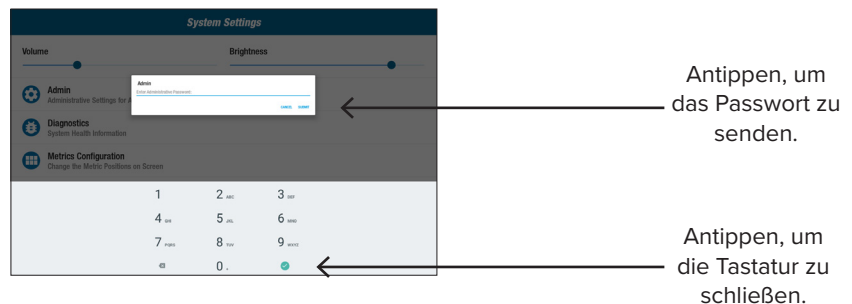 System Settings
Volume
Brightness
Admin
Administrative Settings for A
Admin
Enter Administrative Password
CANCEL SUBMIT
Diagnostics
System Health Information
Metrics Configuration
Change the Metric Positions on Screen
1 2 ABC 3 DEF
4 GHI 5 JKL 6 MNO
7 PQRS 8 TUV 9 WXYZ
0 .
Antippen, um
das Passwort zu
senden.
Antippen, um
die Tastatur zu
schließen.